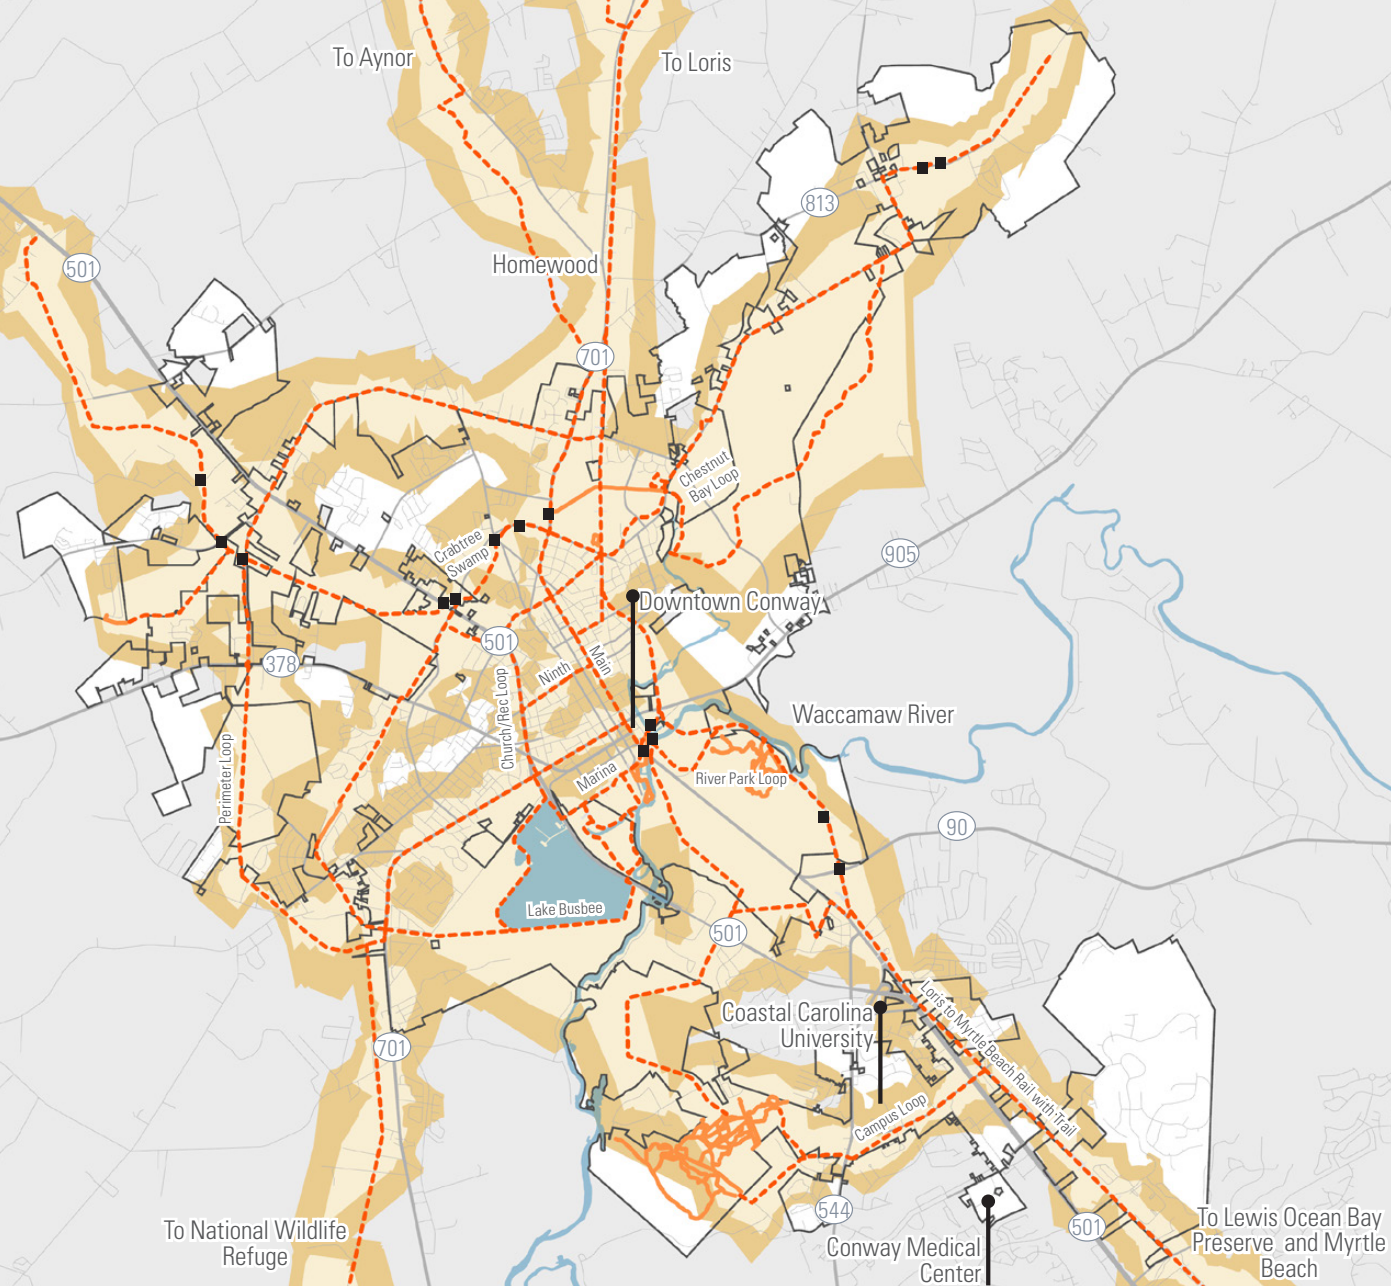 To Aynor
To Loris
813
501
Homewood
701
Chestnut
Bay Loop
Crabtree
Swamp
905
Downtown Conway
501
378
Main
Ninth
Church/Rec Loop
Waccamaw River
Perimeter Loop
Marina
River Park Loop
90
Lake Busbee
501
Loris to Myrtle Beach Rail with Trail
Coastal Carolina
University
701
Campus Loop
544
501
To National Wildlife
Refuge
Conway Medical
Center
To Lewis Ocean Bay
Preserve and Myrtle
Beach